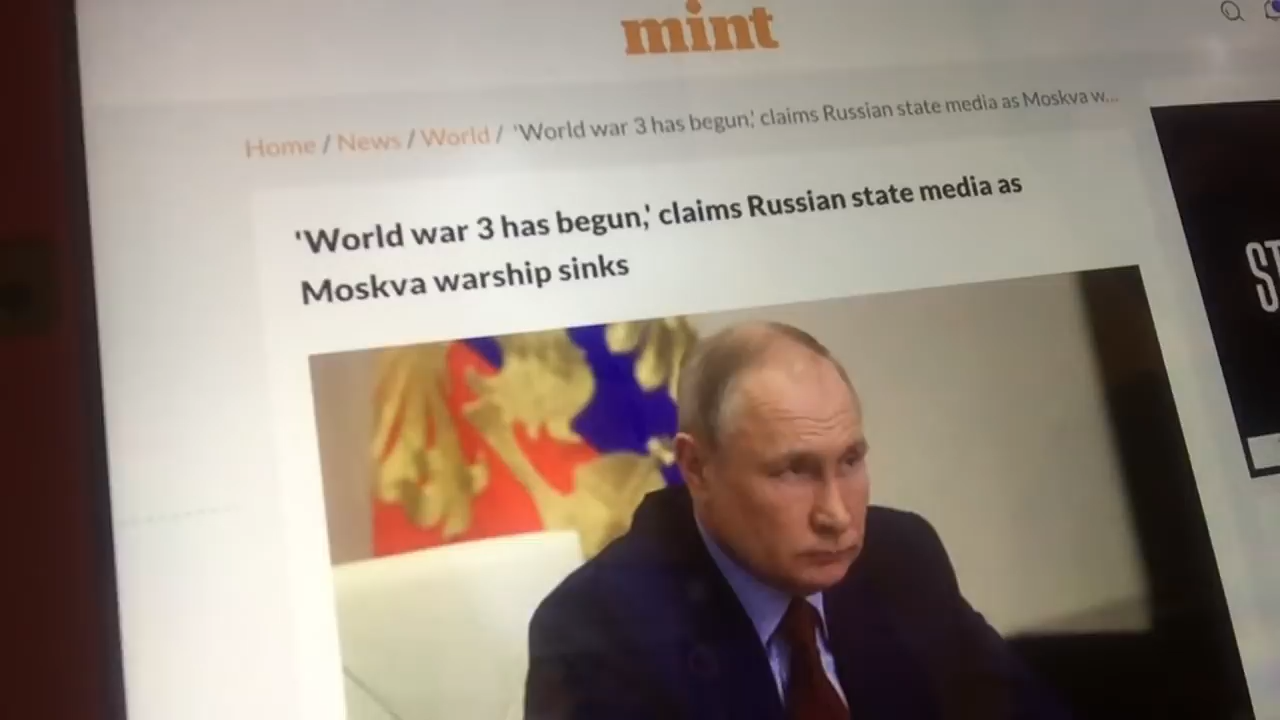 mint
Home / News / World / 'World war 3 has begun,' claims Russian state media as Moskva w...
'World war 3 has begun,' claims Russian state media as
Moskva warship sinks
ST